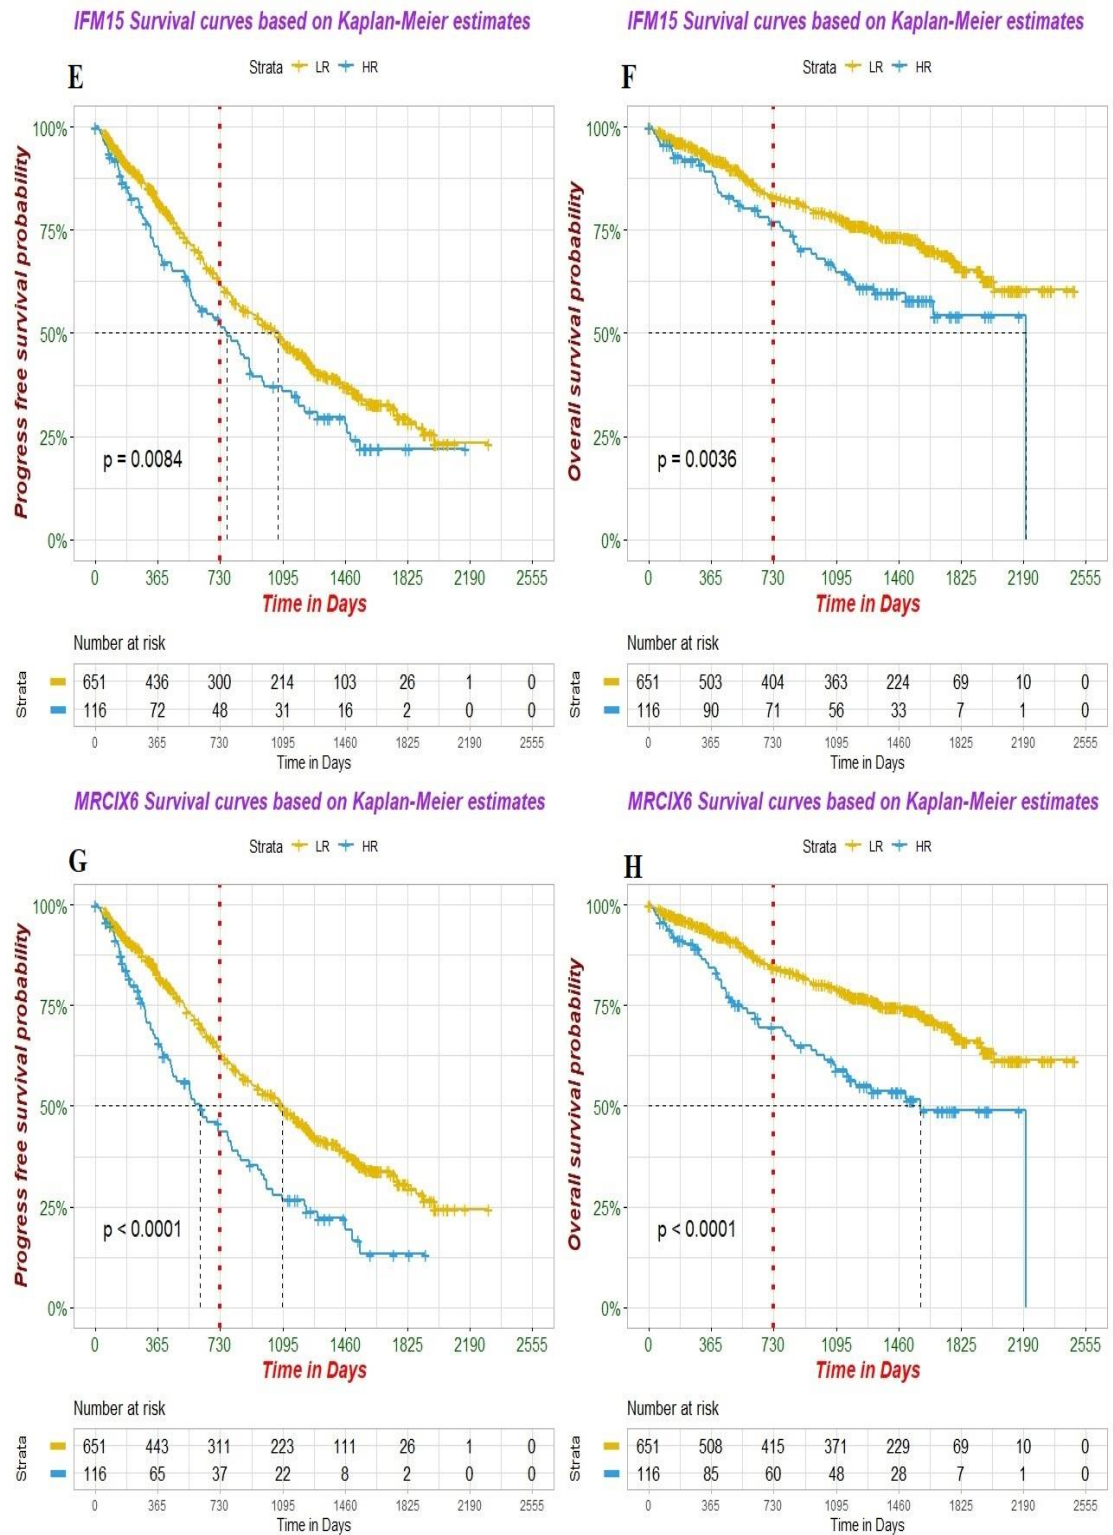 IFM15 Survival curves based on Kaplan-Meier estimates
E
Strata LR HR
Progress free survival probability
100%
75%
50%
25%
0%
p = 0.0084
0 365 730 1095 1460 1825 2190 2555
Time in Days
Number at risk
Strata
651 436 300 214 103 26 1 0
116 72 48 31 16 2 0 0
0 365 730 1095 1460 1825 2190 2555
Time in Days
IFM15 Survival curves based on Kaplan-Meier estimates
F
Strata LR HR
Overall survival probability
100%
75%
50%
25%
0%
p = 0.0036
0 365 730 1095 1460 1825 2190 2555
Time in Days
Number at risk
Strata
651 503 404 363 224 69 10 0
116 90 71 56 33 7 1 0
0 365 730 1095 1460 1825 2190 2555
Time in Days
MRCIX6 Survival curves based on Kaplan-Meier estimates
G
Strata LR HR
Progress free survival probability
100%
75%
50%
25%
0%
p < 0.0001
0 365 730 1095 1460 1825 2190 2555
Time in Days
Number at risk
Strata
651 443 311 223 111 26 1 0
116 65 37 22 8 2 0 0
0 365 730 1095 1460 1825 2190 2555
Time in Days
MRCIX6 Survival curves based on Kaplan-Meier estimates
H
Strata LR HR
Overall survival probability
100%
75%
50%
25%
0%
p < 0.0001
0 365 730 1095 1460 1825 2190 2555
Time in Days
Number at risk
Strata
651 508 415 371 229 69 10 0
116 85 60 48 28 7 1 0
0 365 730 1095 1460 1825 2190 2555
Time in Days